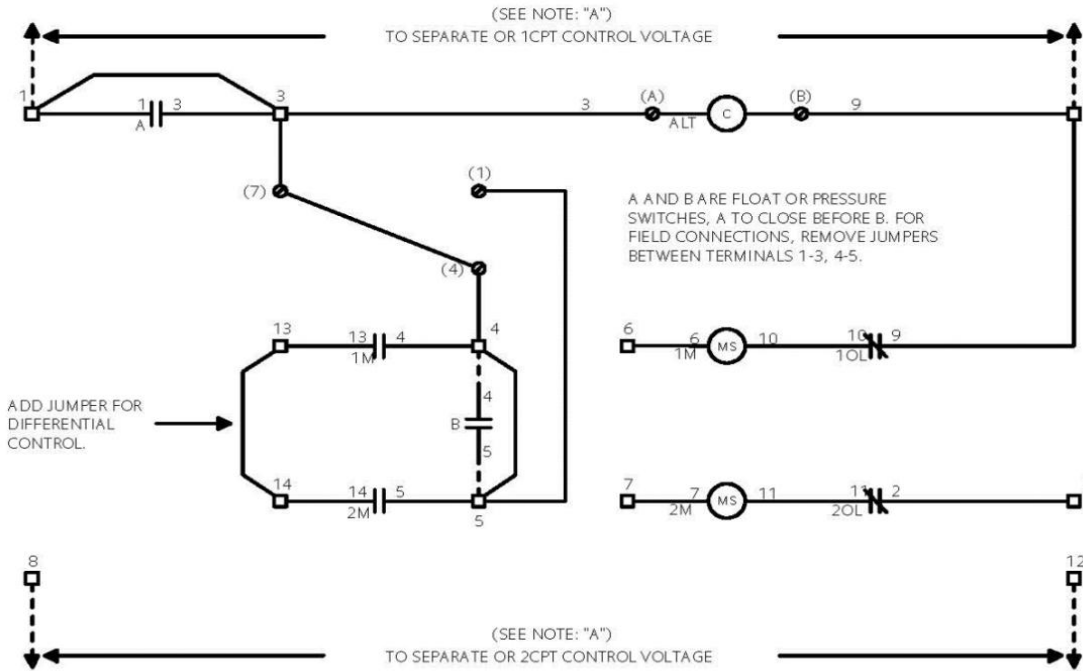 (SEE NOTE: "A")
TO SEPARATE OR 1CPT CONTROL VOLTAGE
1
1 3
A
3
3
(A)
ALT
C
(B)
9
(7)
(1)
(4)
A AND B ARE FLOAT OR PRESSURE
SWITCHES, A TO CLOSE BEFORE B. FOR
FIELD CONNECTIONS, REMOVE JUMPERS
BETWEEN TERMINALS 1-3, 4-5.
13
13 4
1M
4
6
6
1M
MS
10
10 9
1OL
ADD JUMPER FOR
DIFFERENTIAL
CONTROL.
4
B
5
14
14 5
2M
5
7
7
2M
MS
11
11 2
2OL
8
12
(SEE NOTE: "A")
TO SEPARATE OR 2CPT CONTROL VOLTAGE